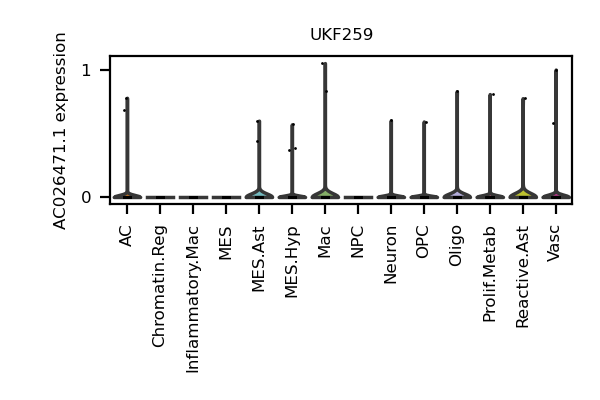 UKF259
AC026471.1 expression
1
0
AC
Chromatin.Reg
Inflammatory.Mac
MES
MES.Ast
MES.Hyp
Mac
NPC
Neuron
OPC
Oligo
Prolif.Metab
Reactive.Ast
Vasc